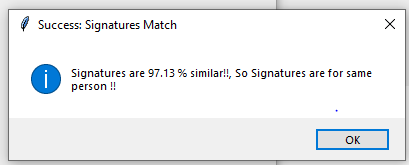 Success: Signatures Match
Signatures are 97.13 % similar!!, So Signatures are for same
person !!
OK